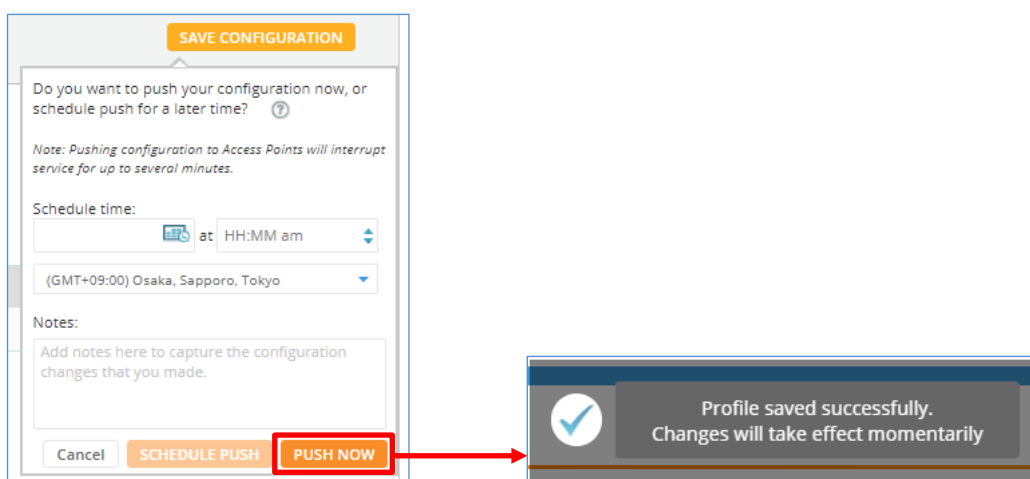 SAVE CONFIGURATION
Do you want to push your configuration now, or
schedule push for a later time? ?
Note: Pushing configuration to Access Points will interrupt
service for up to several minutes.
Schedule time:
at HH:MM am
(GMT+09:00) Osaka, Sapporo, Tokyo
Notes:
Add notes here to capture the configuration
changes that you made.
Cancel SCHEDULE PUSH PUSH NOW
Profile saved successfully.
Changes will take effect momentarily